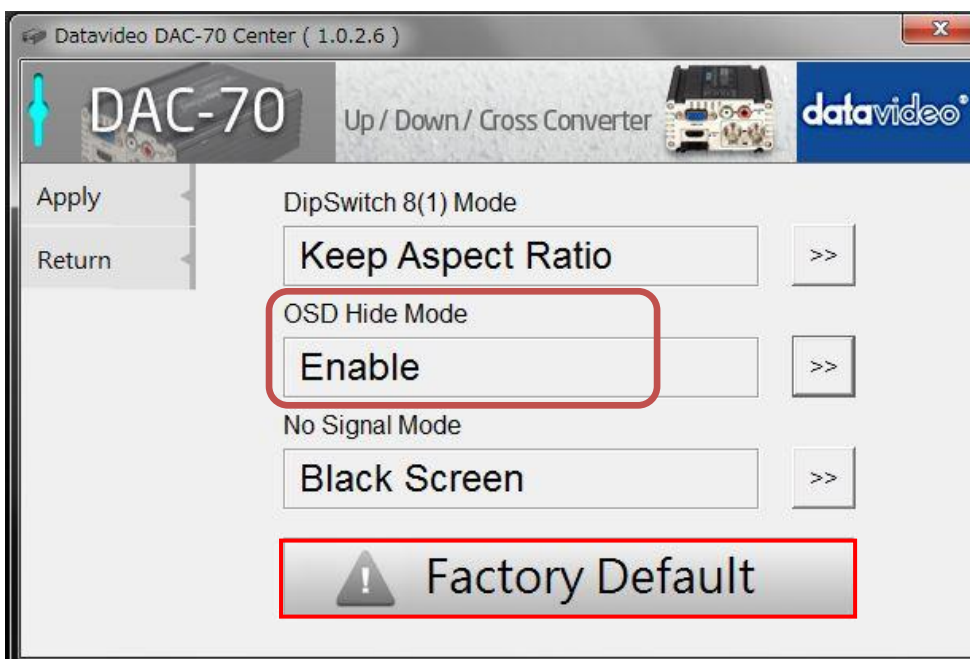 Datavideo DAC-70 Center ( 1.0.2.6 )
x
DAC-70
Up / Down / Cross Converter
datavideo®
Apply
Return
DipSwitch 8(1) Mode
Keep Aspect Ratio
>>
OSD Hide Mode
Enable
>>
No Signal Mode
Black Screen
>>
! Factory Default